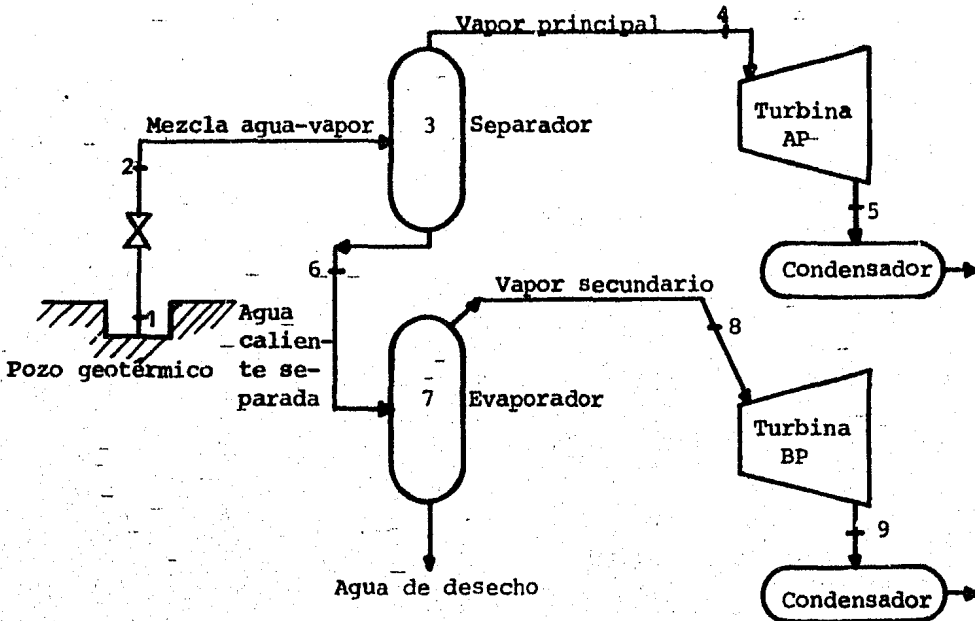 Vapor principal
4
Mezcla agua-vapor
3
Separador
Turbina
AP
2
5
Condensador
6
Vapor secundario
1
Agua
calien-
te se-
parada
8
Pozo geotérmico
7
Evaporador
Turbina
BP
9
Agua de desecho
Condensador